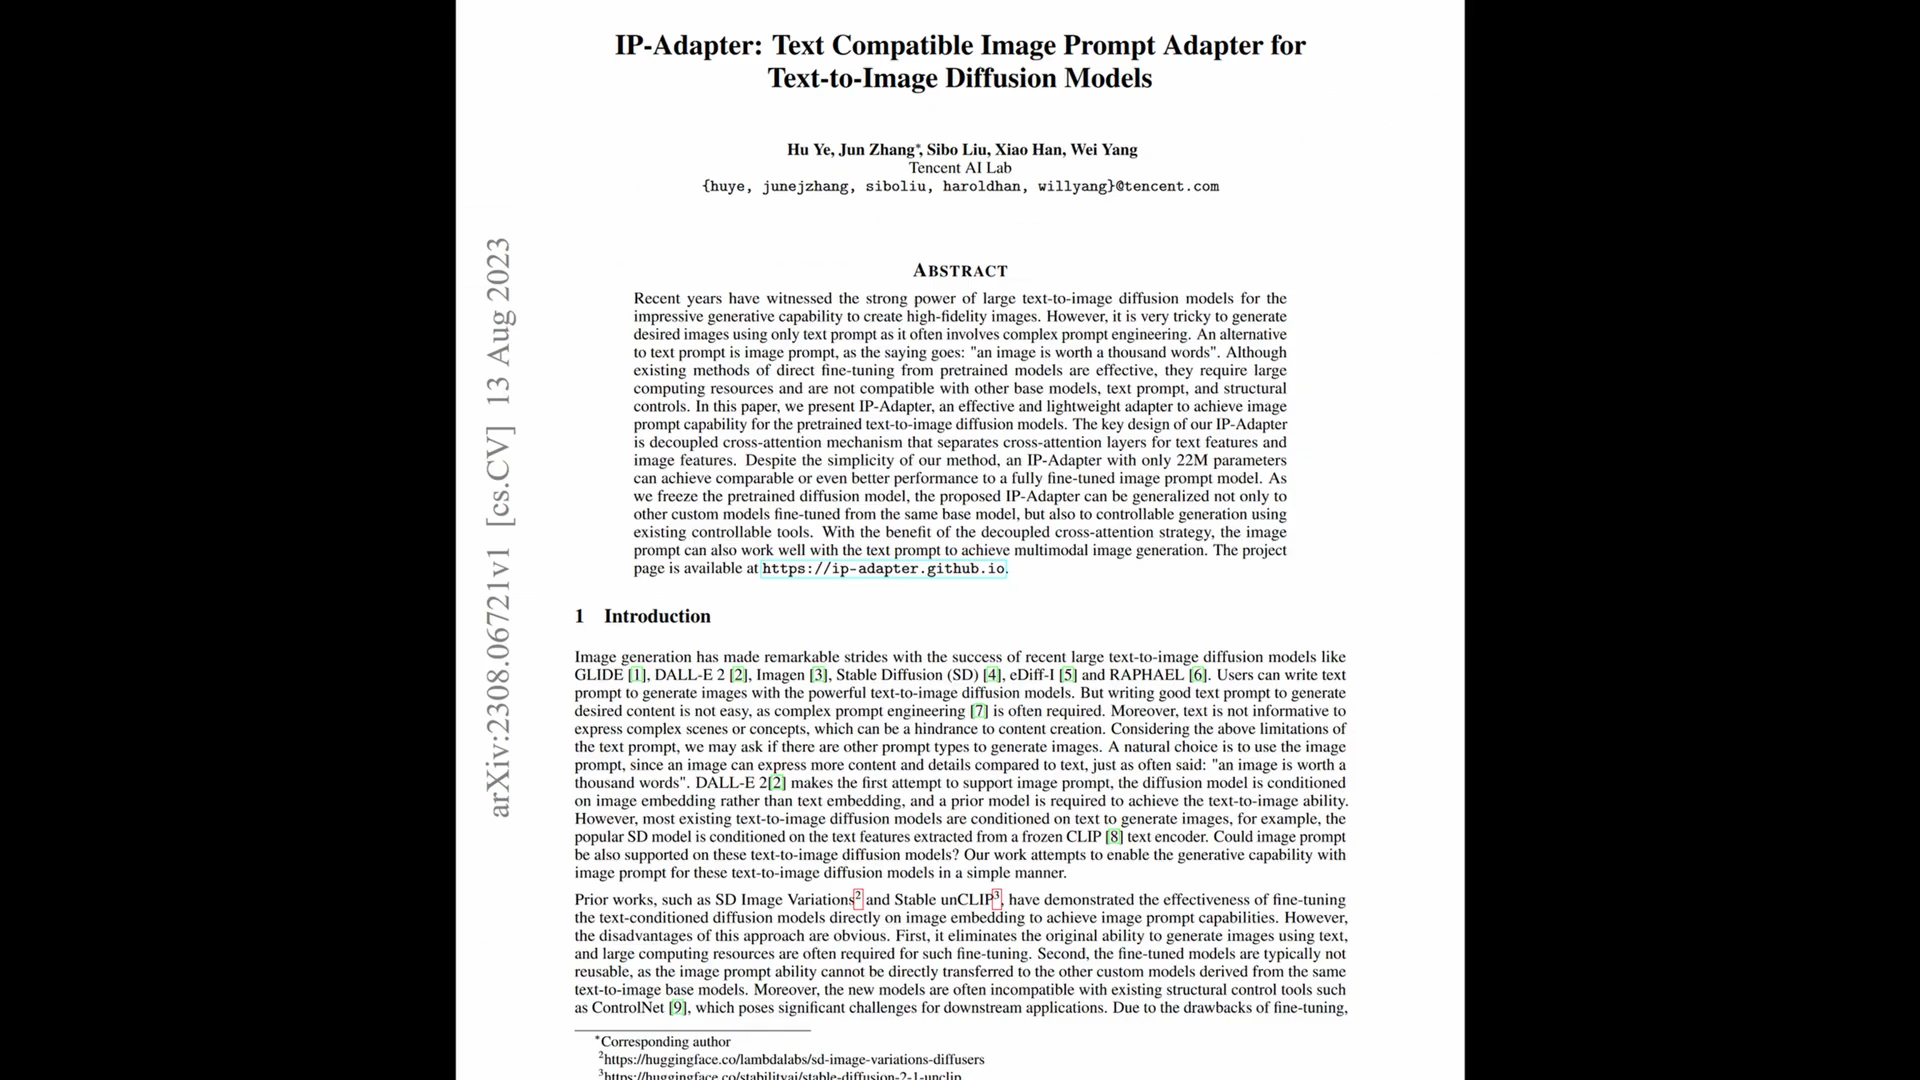 IP-Adapter: Text Compatible Image Prompt Adapter for
Text-to-Image Diffusion Models
Hu Ye, Jun Zhang*, Sibo Liu, Xiao Han, Wei Yang
Tencent AI Lab
{huye, junejzhang, siboliu, haroldhan, willyang}@tencent.com
arXiv:2308.06721v1 [cs.CV] 13 Aug 2023
ABSTRACT
Recent years have witnessed the strong power of large text-to-image diffusion models for the
impressive generative capability to create high-fidelity images. However, it is very tricky to generate
desired images using only text prompt as it often involves complex prompt engineering. An alternative
to text prompt is image prompt, as the saying goes: "an image is worth a thousand words". Although
existing methods of direct fine-tuning from pretrained models are effective, they require large
computing resources and are not compatible with other base models, text prompt, and structural
controls. In this paper, we present IP-Adapter, an effective and lightweight adapter to achieve image
prompt capability for the pretrained text-to-image diffusion models. The key design of our IP-Adapter
is decoupled cross-attention mechanism that separates cross-attention layers for text features and
image features. Despite the simplicity of our method, an IP-Adapter with only 22M parameters
can achieve comparable or even better performance to a fully fine-tuned image prompt model. As
we freeze the pretrained diffusion model, the proposed IP-Adapter can be generalized not only to
other custom models fine-tuned from the same base model, but also to controllable generation using
existing controllable tools. With the benefit of the decoupled cross-attention strategy, the image
prompt can also work well with the text prompt to achieve multimodal image generation. The project
page is available at https://ip-adapter.github.io.
1 Introduction
Image generation has made remarkable strides with the success of recent large text-to-image diffusion models like
GLIDE [1], DALL-E 2 [2], Imagen [3], Stable Diffusion (SD) [4], eDiff-I [5] and RAPHAEL [6]. Users can write text
prompt to generate images with the powerful text-to-image diffusion models. But writing good text prompt to generate
desired content is not easy, as complex prompt engineering [7] is often required. Moreover, text is not informative to
express complex scenes or concepts, which can be a hindrance to content creation. Considering the above limitations of
the text prompt, we may ask if there are other prompt types to generate images. A natural choice is to use the image
prompt, since an image can express more content and details compared to text, just as often said: "an image is worth a
thousand words". DALL-E 2[2] makes the first attempt to support image prompt, the diffusion model is conditioned
on image embedding rather than text embedding, and a prior model is required to achieve the text-to-image ability.
However, most existing text-to-image diffusion models are conditioned on text to generate images, for example, the
popular SD model is conditioned on the text features extracted from a frozen CLIP [8] text encoder. Could image prompt
be also supported on these text-to-image diffusion models? Our work attempts to enable the generative capability with
image prompt for these text-to-image diffusion models in a simple manner.
Prior works, such as SD Image Variations2 and Stable unCLIP3, have demonstrated the effectiveness of fine-tuning
the text-conditioned diffusion models directly on image embedding to achieve image prompt capabilities. However,
the disadvantages of this approach are obvious. First, it eliminates the original ability to generate images using text,
and large computing resources are often required for such fine-tuning. Second, the fine-tuned models are typically not
reusable, as the image prompt ability cannot be directly transferred to the other custom models derived from the same
text-to-image base models. Moreover, the new models are often incompatible with existing structural control tools such
as ControlNet [9], which poses significant challenges for downstream applications. Due to the drawbacks of fine-tuning,
*Corresponding author
2https://huggingface.co/lambdalabs/sd-image-variations-diffusers
3https://huggingface.co/stabilityai/stable-diffusion-2-1-unclip